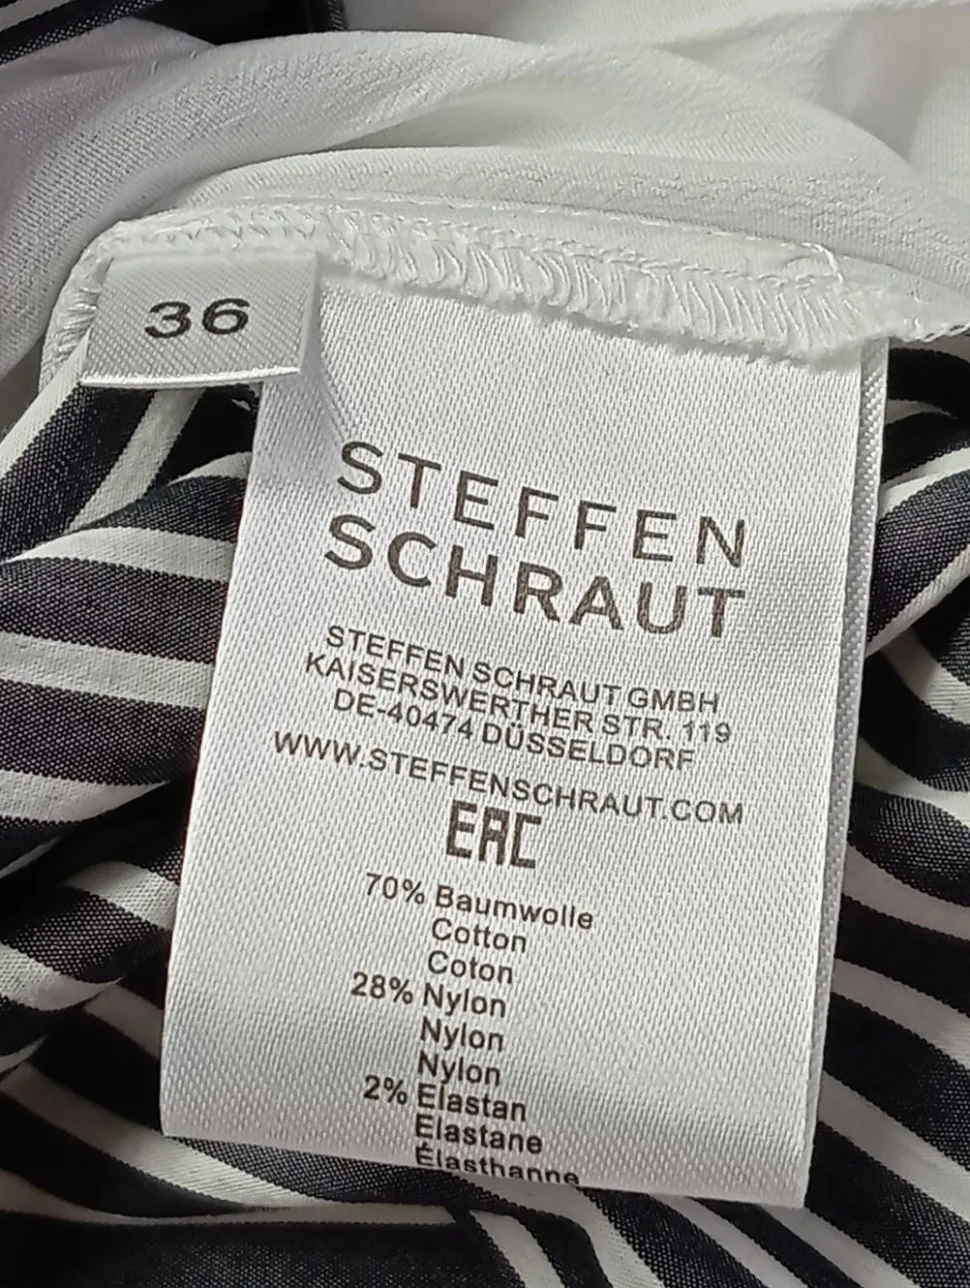 36
STEFFEN
SCHRAUT
STEFFEN SCHRAUT GMBH
KAISERSWERTHER STR. 119
DE-40474 DÜSSELDORF
WWW.STEFFENSCHRAUT.COM
EAC
70% Baumwolle
Cotton
Coton
28% Nylon
Nylon
Nylon
2% Elastan
Elastane
Élasthanne